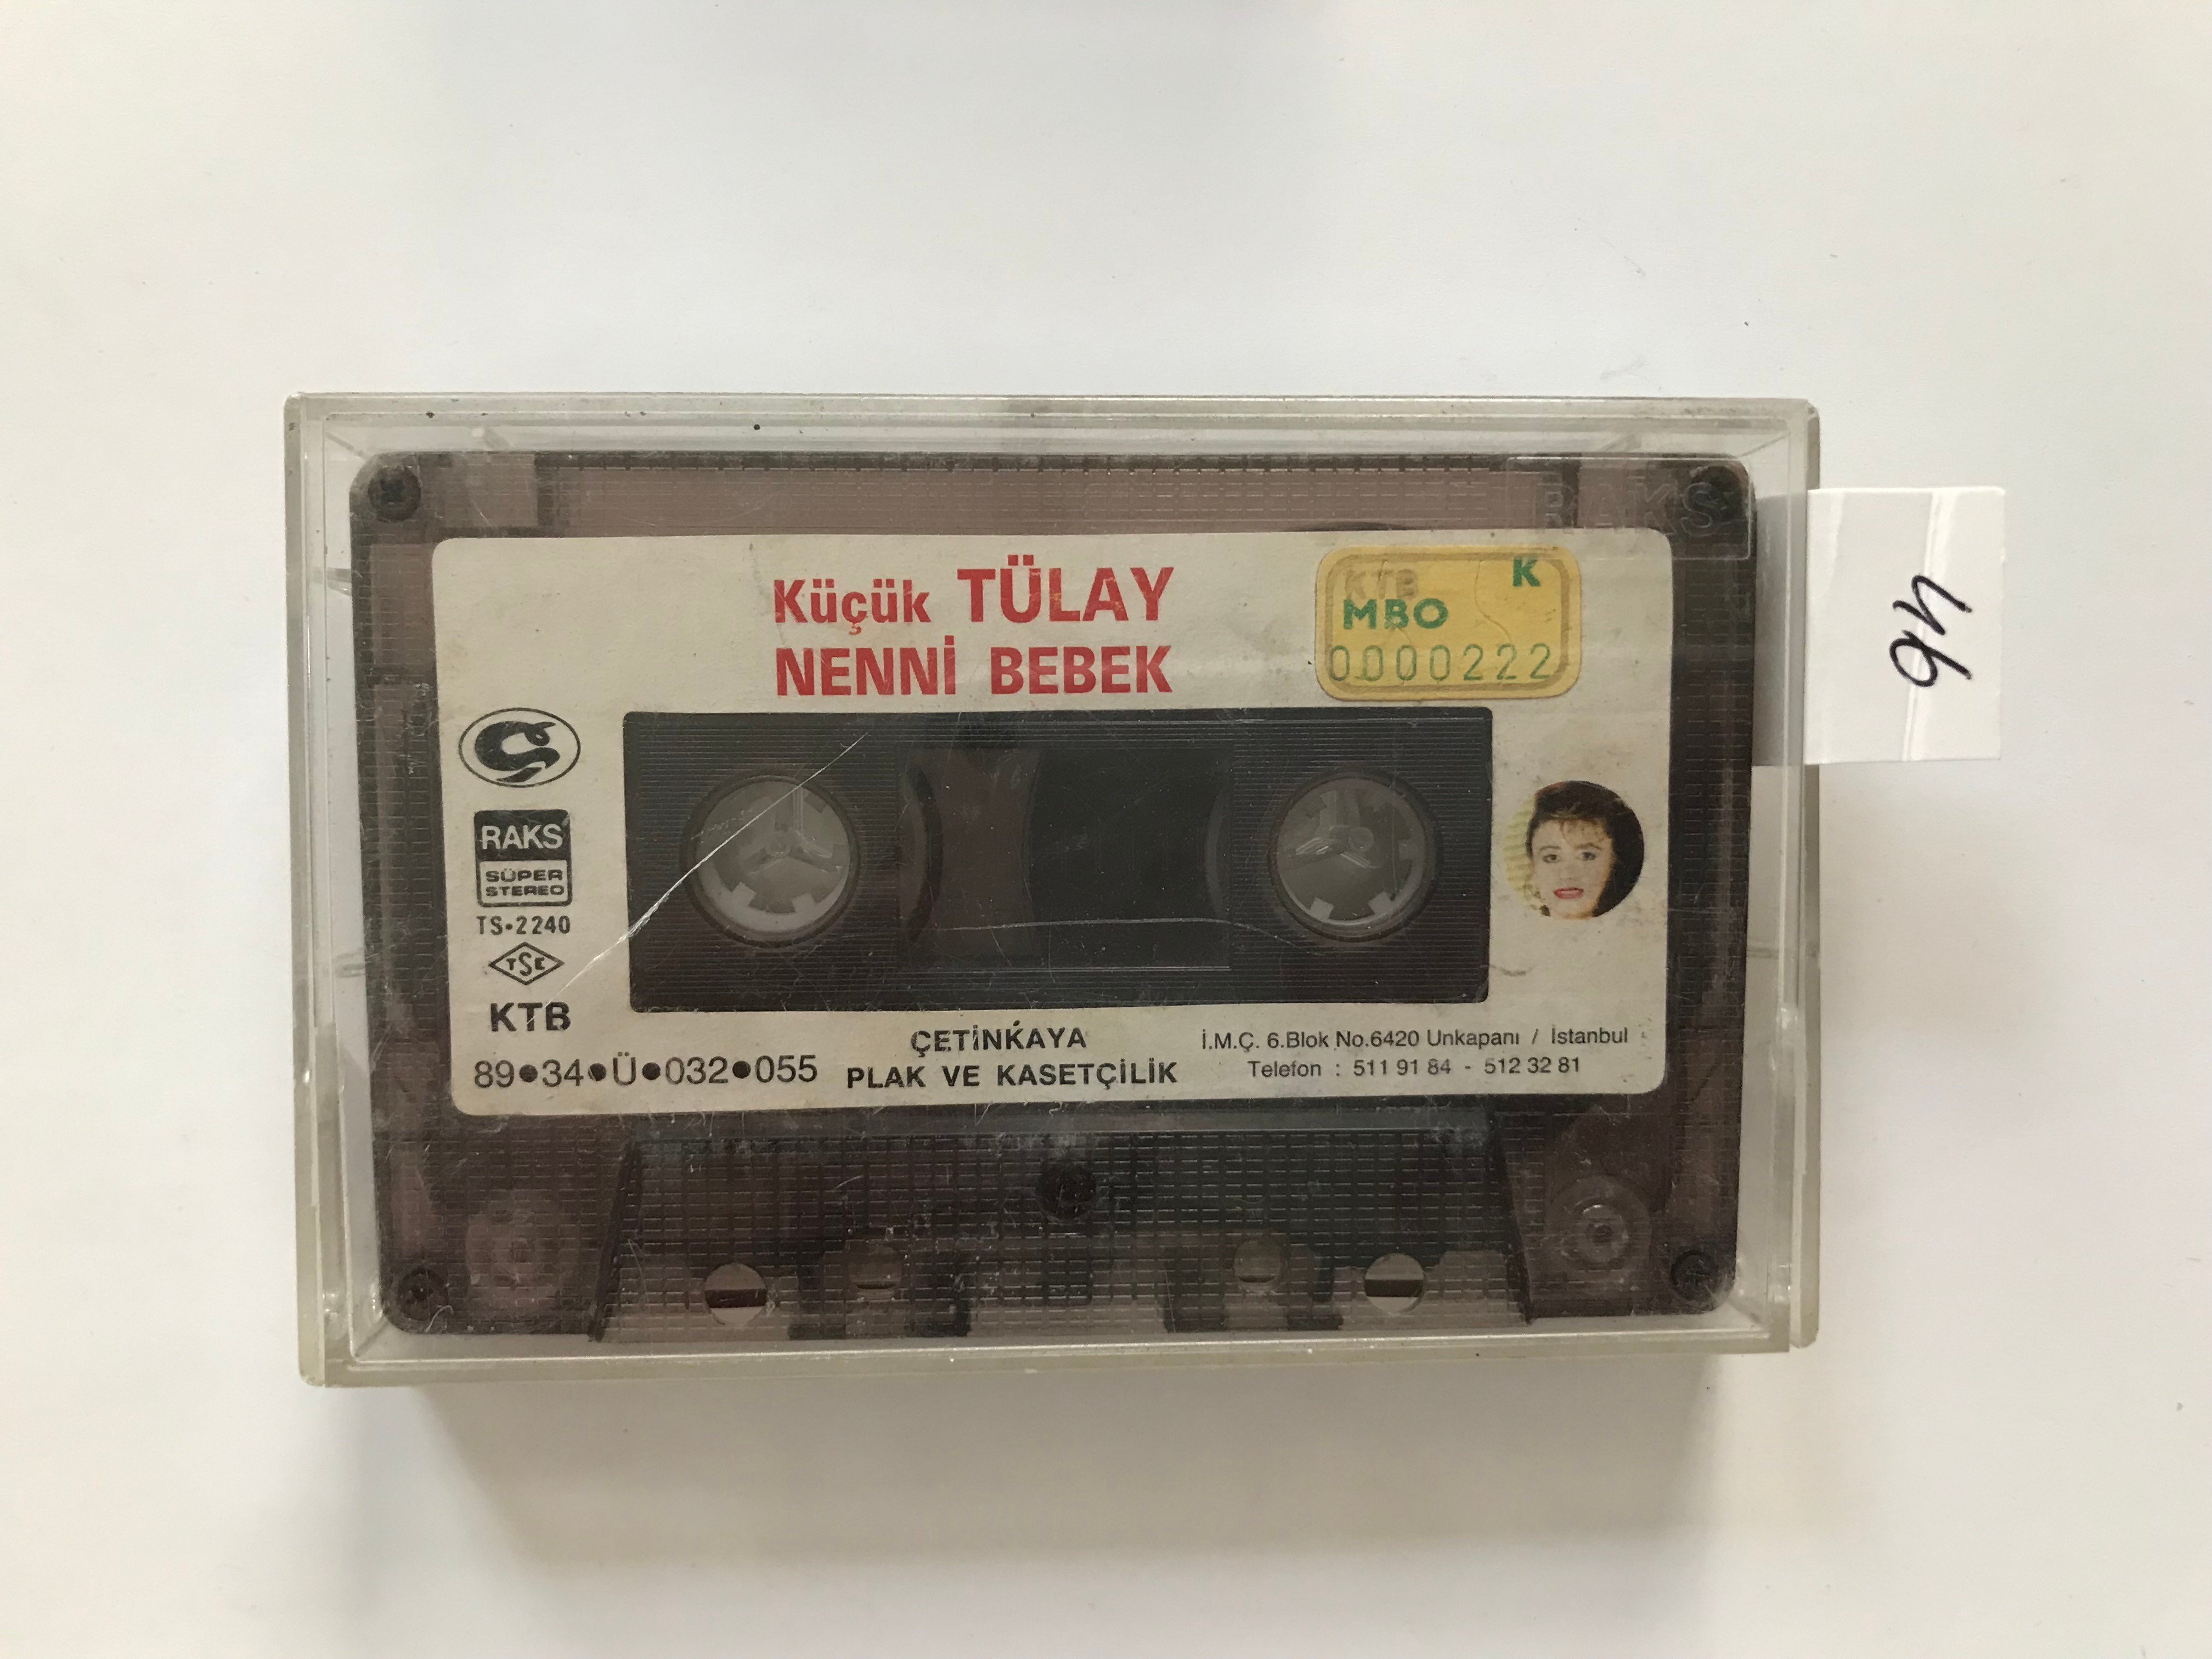 RAKS
Küçük TÜLAY
NENNİ BEBEK
KTB K
MBO
0000222
46
RAKS
SÜPER
STEREO
TS•2240
TSE
KTB
89•34•Ü•032•055
ÇETİNKAYA
PLAK VE KASETÇİLİK
İ.M.Ç. 6.Blok No.6420 Unkapanı / İstanbul
Telefon : 511 91 84 - 512 32 81